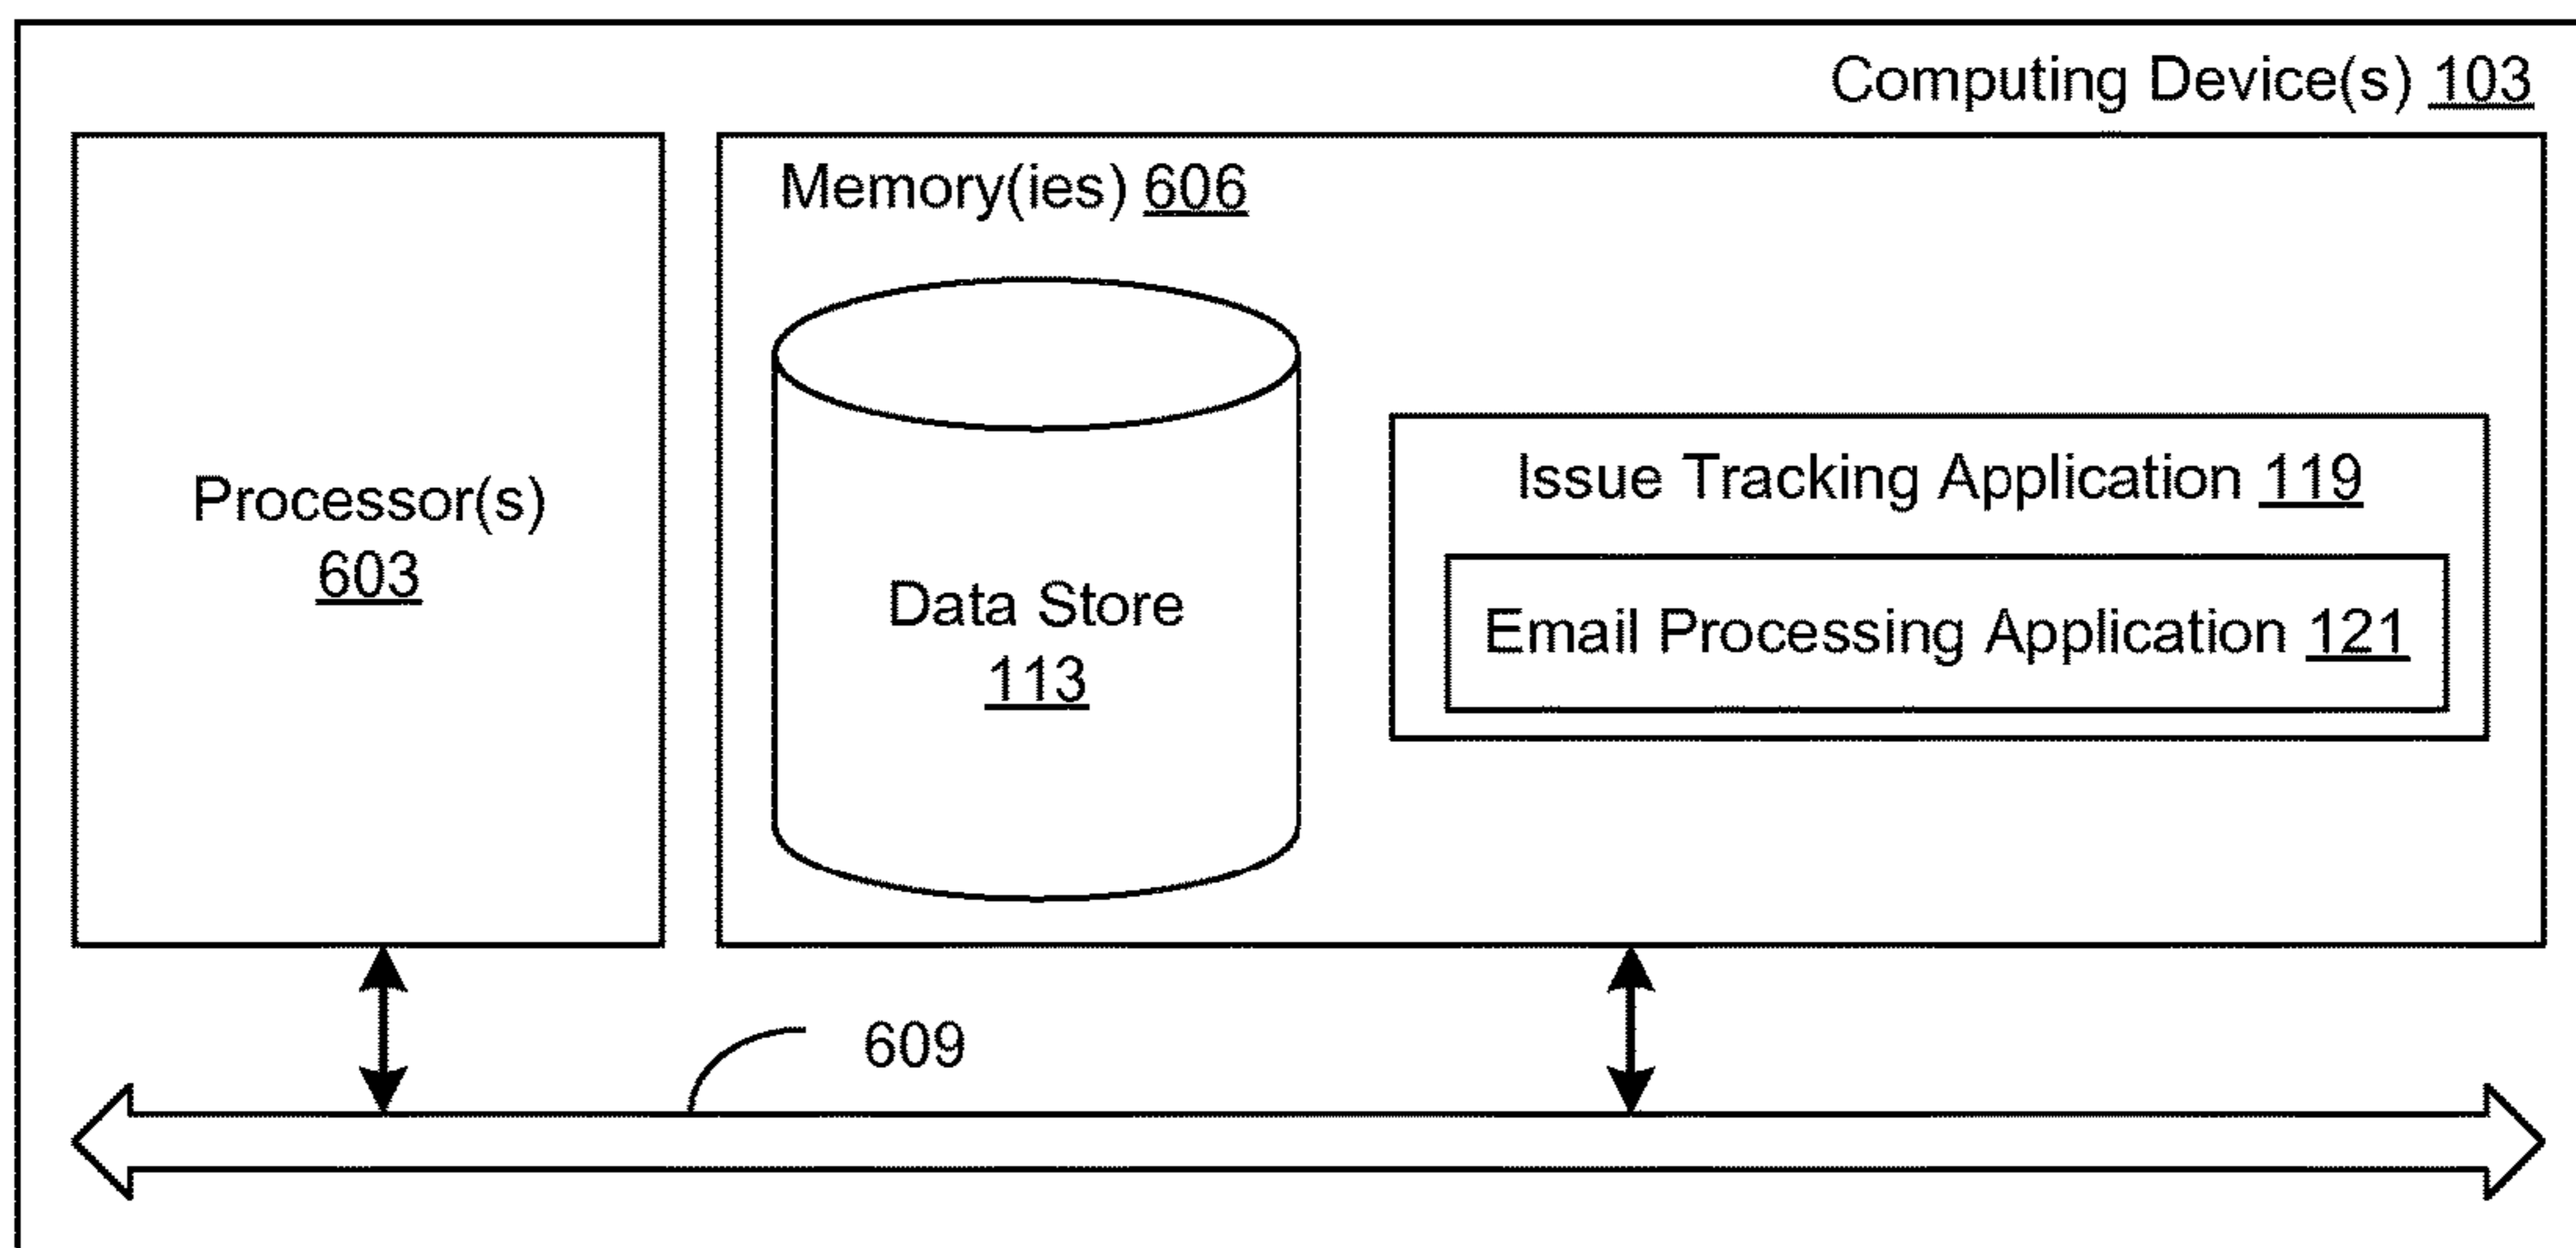 Computing Device(s) 103
Memory(ies) 606
Processor(s)
603
Data Store
113
Issue Tracking Application 119
Email Processing Application 121
609